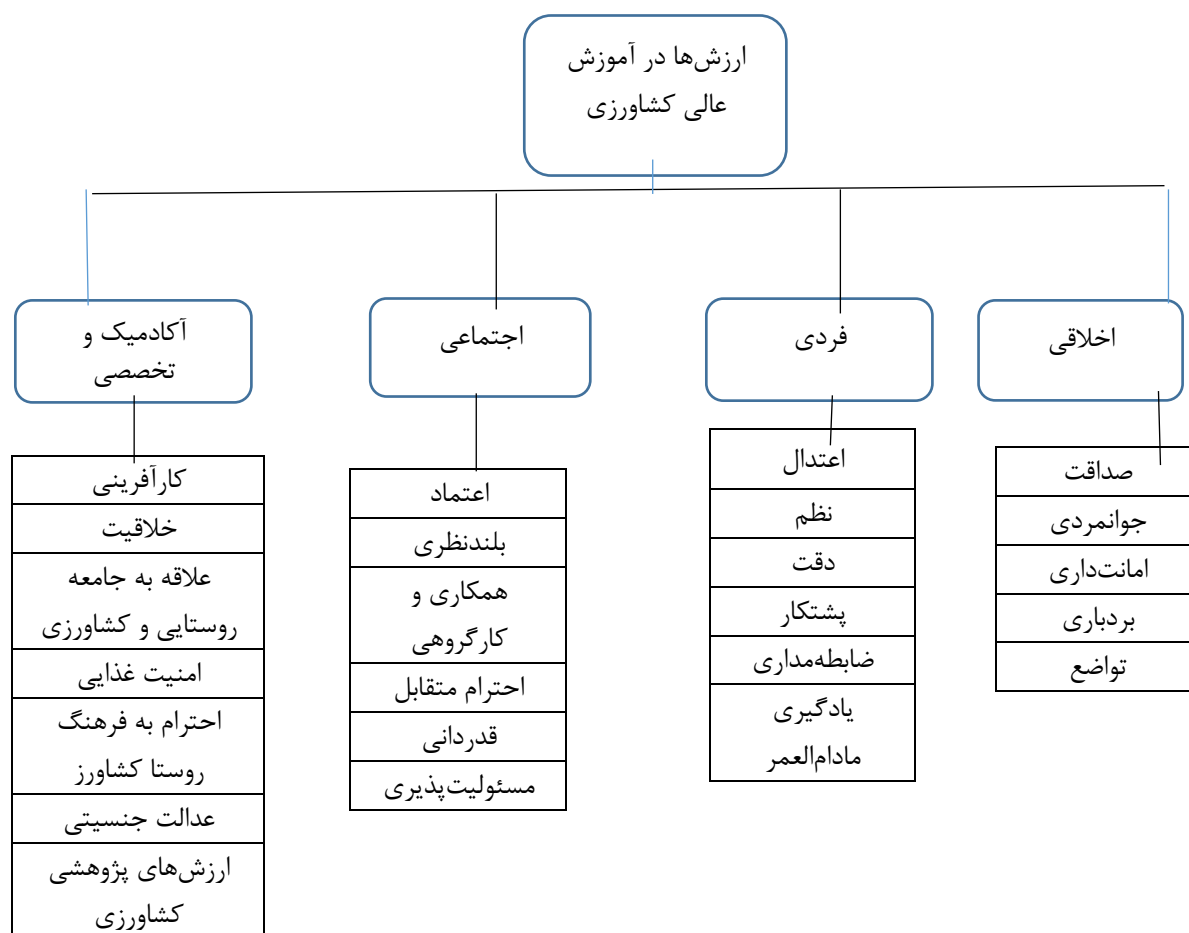 ارزش‌ها در آموزش
عالی کشاورزی
اخلاقی
صداقت
جوانمردی
امانت‌داری
بردباری
تواضع
فردی
اعتدال
نظم
دقت
پشتکار
ضابطه‌مداری
یادگیری
مادام‌العمر
اجتماعی
اعتماد
بلندنظری
همکاری و
کارگروهی
احترام متقابل
قدردانی
مسئولیت‌پذیری
آکادمیک و
تخصصی
کارآفرینی
خلاقیت
علاقه به جامعه
روستایی و کشاورزی
امنیت غذایی
احترام به فرهنگ
روستا کشاورز
عدالت جنسیتی
ارزش‌های پژوهشی
کشاورزی